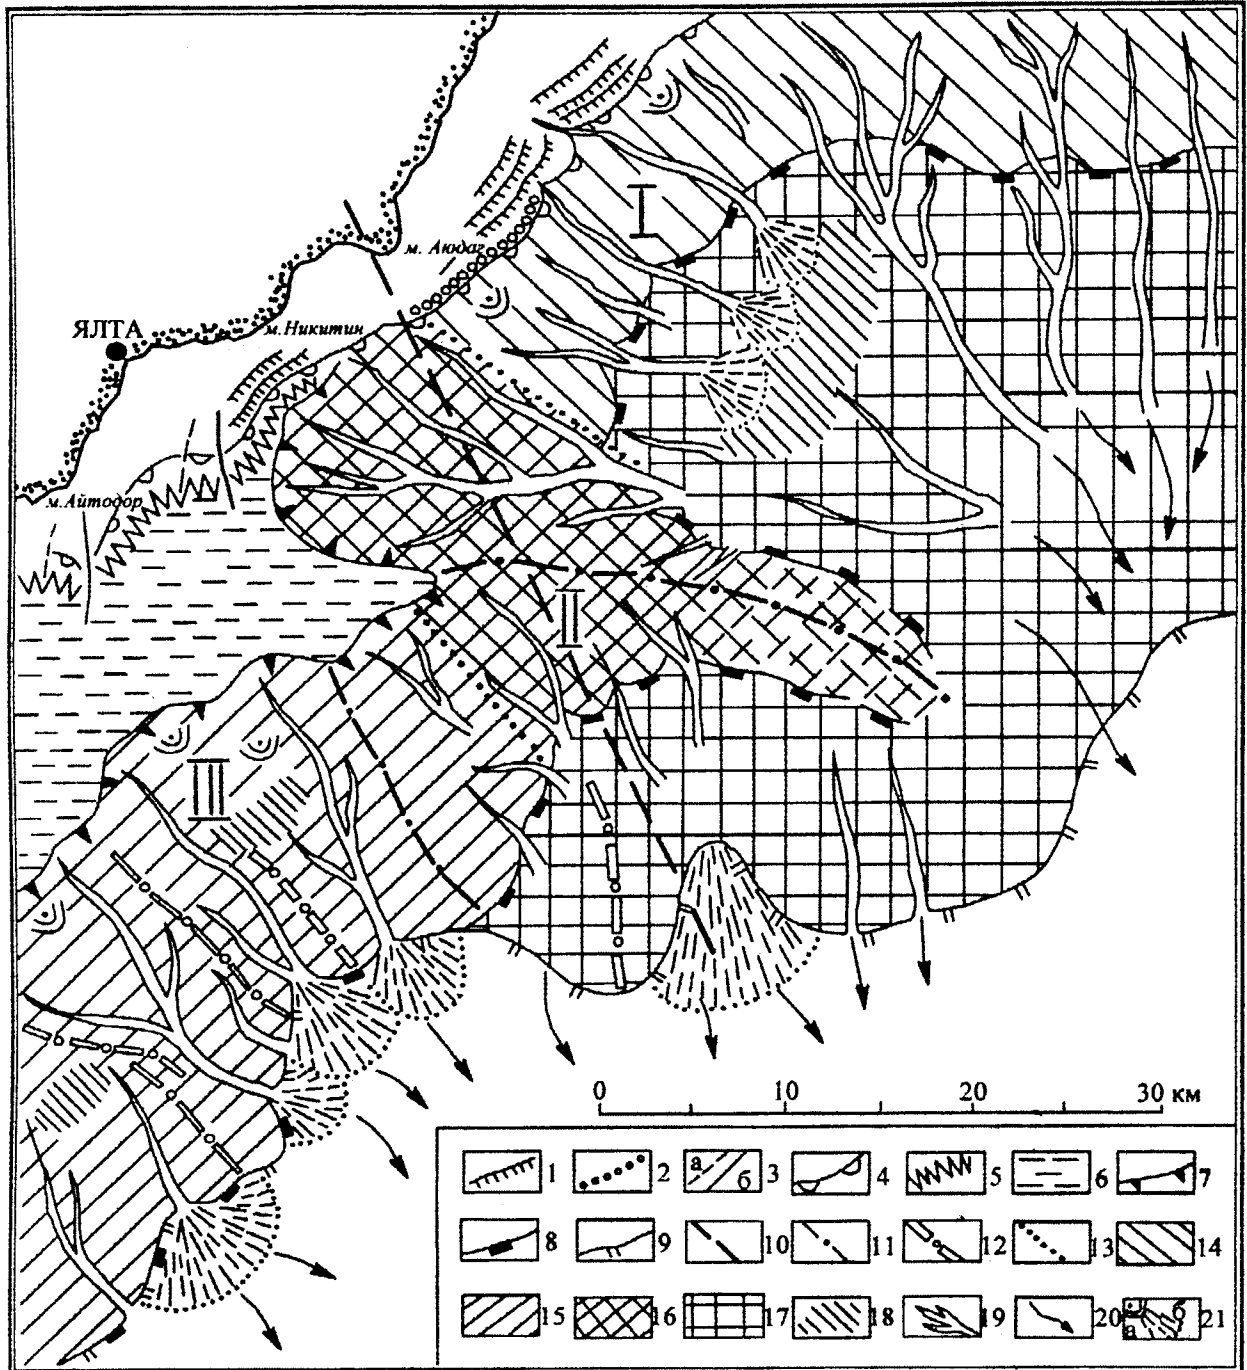 I
м. Аюдаг
ЯЛТА
м. Никитин
м. Айтодор
II
III
0 10 20 30 км
1 2 а б 3 4 5 6 7
8 9 10 11 12 13 14
15 16 17 18 19 20 а б 21